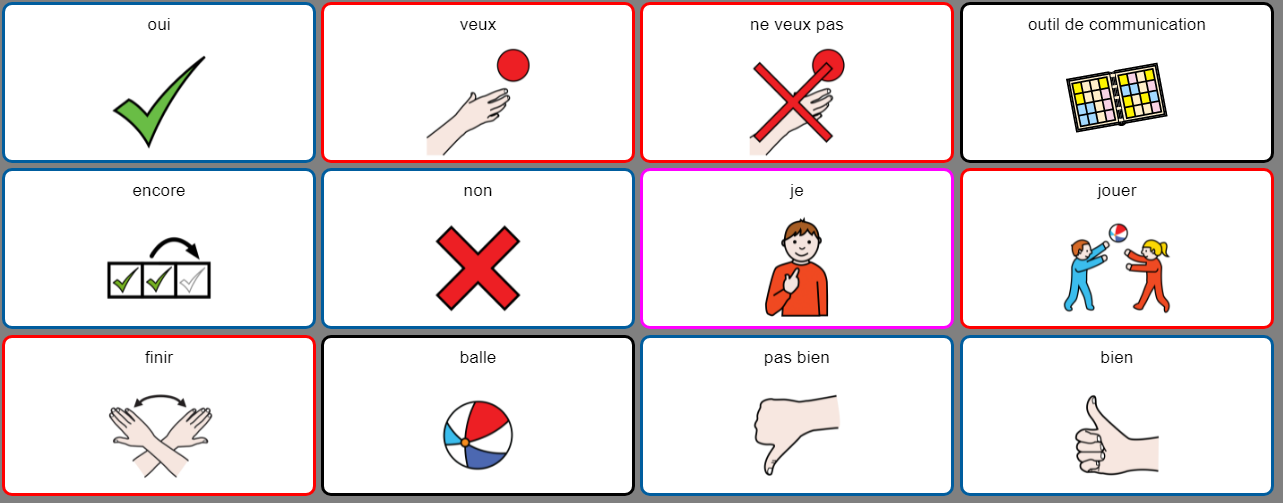 oui
veux
ne veux pas
outil de communication
encore
non
je
jouer
finir
balle
pas bien
bien